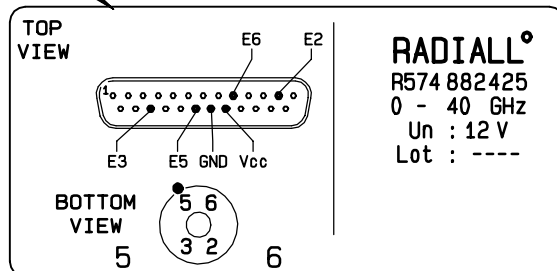 TOP
VIEW
E6 E2
1
E3 E5 GND Vcc
BOTTOM
VIEW
5 6
3 2
5 6
RADIALL°
R574 882425
0 - 40 GHz
Un : 12 V
Lot : ----